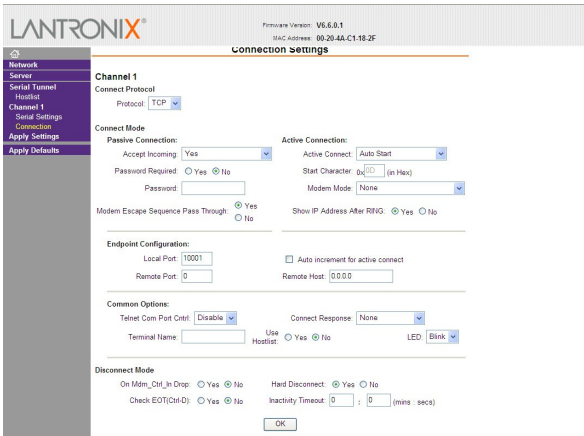 LANTRONIX®
Firmware Version: V6.6.0.1
MAC Address: 00-20-4A-C1-18-2F
Network
Server
Serial Tunnel
Hostlist
Channel 1
Serial Settings
Connection
Apply Settings
Apply Defaults
Connection Settings
Channel 1
Connect Protocol
Protocol: TCP
Connect Mode
Passive Connection: Active Connection:
Accept Incoming: Yes Active Connect: Auto Start
Password Required: Yes No Start Character: 0x 0D (in Hex)
Password: Modem Mode: None
Modem Escape Sequence Pass Through: Yes No Show IP Address After RING: Yes No
Endpoint Configuration:
Local Port: 10001 Auto increment for active connect
Remote Port: 0 Remote Host: 0.0.0.0
Common Options:
Telnet Com Port Cntrl: Disable Connect Response: None
Terminal Name: Use Hostlist: Yes No LED: Blink
Disconnect Mode
On Mdm_Ctrl_In Drop: Yes No Hard Disconnect: Yes No
Check EOT(Ctrl-D): Yes No Inactivity Timeout: 0 : 0 (mins : secs)
OK